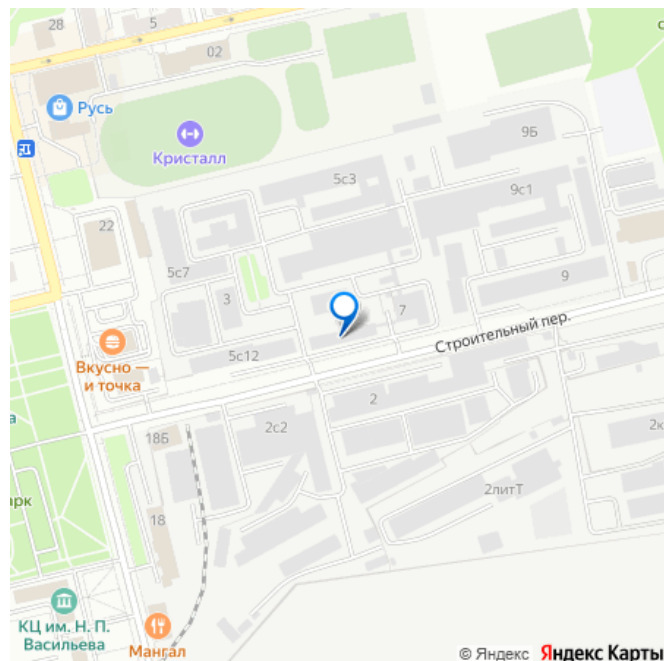 28
5
02
Русь
Кристалл
9Б
5с3
9с1
22
5с7
9
3
7
Строительный пер.
Вкусно —
и точка
5с12
2
а
18Б
2с2
2к
2литТ
арк
18
КЦ им. Н. П.
Васильева
Мангал
© Яндекс Яндекс Карты